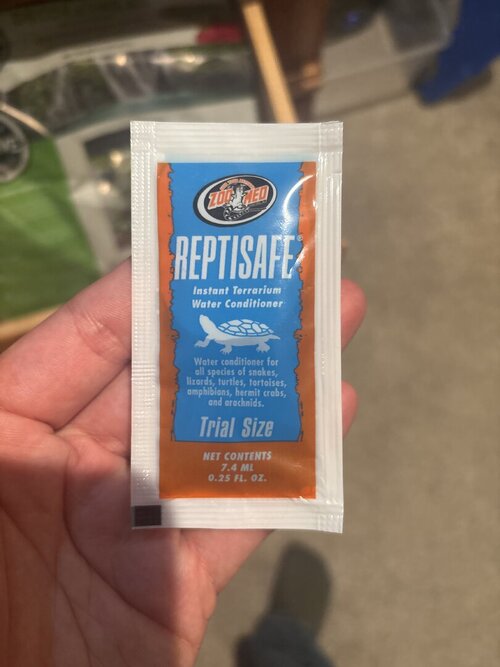 ZOO MED
REPTISAFE®
Instant Terrarium
Water Conditioner
Water conditioner for
all species of snakes,
lizards, turtles, tortoises,
amphibians, hermit crabs,
and arachnids.
Trial Size
NET CONTENTS
7.4 ML
0.25 FL. OZ.